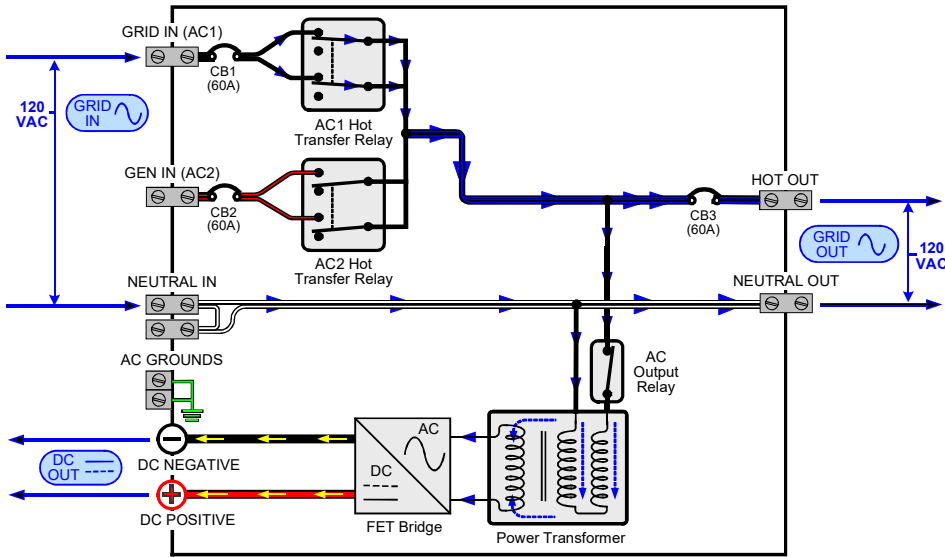 GRID IN (AC1)
CB1
(60A)
AC1 Hot
Transfer Relay
120
VAC
GRID
IN
GEN IN (AC2)
CB2
(60A)
AC2 Hot
Transfer Relay
HOT OUT
CB3
(60A)
GRID
OUT
120
VAC
NEUTRAL IN
NEUTRAL OUT
AC GROUNDS
AC
Output
Relay
DC
OUT
DC NEGATIVE
DC POSITIVE
AC
DC
FET Bridge
Power Transformer